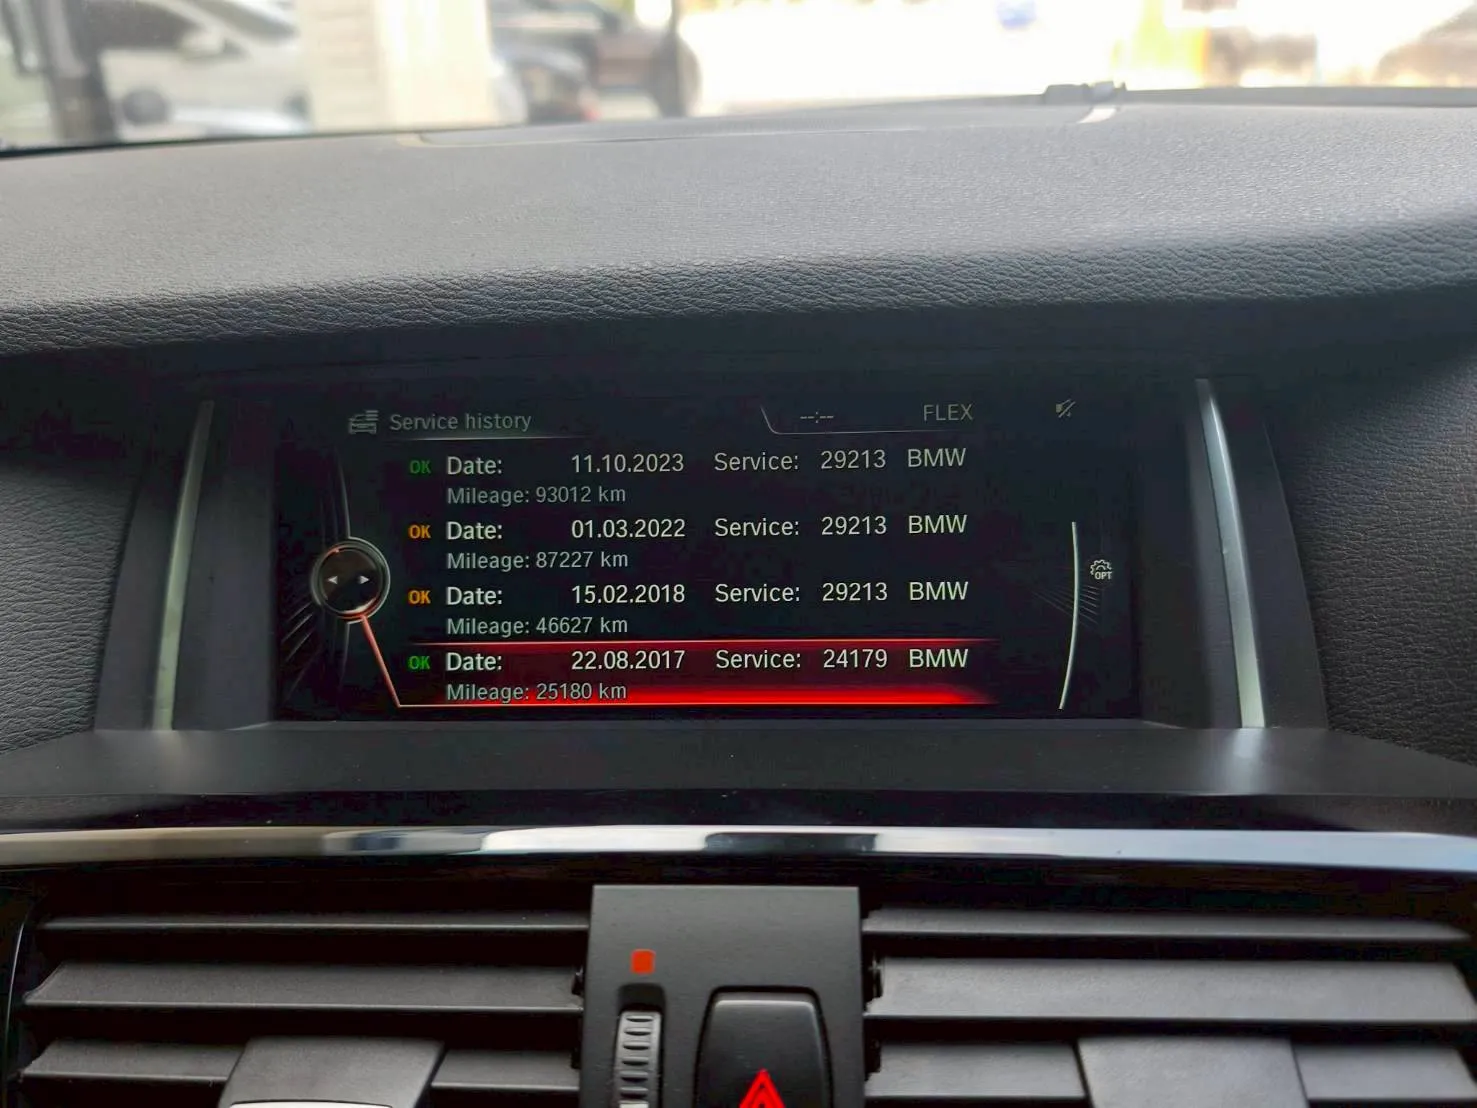 Service history --:-- FLEX
OK Date: 11.10.2023 Service: 29213 BMW
Mileage: 93012 km
OK Date: 01.03.2022 Service: 29213 BMW
Mileage: 87227 km
OK Date: 15.02.2018 Service: 29213 BMW
Mileage: 46627 km
OK Date: 22.08.2017 Service: 24179 BMW
Mileage: 25180 km
OPT